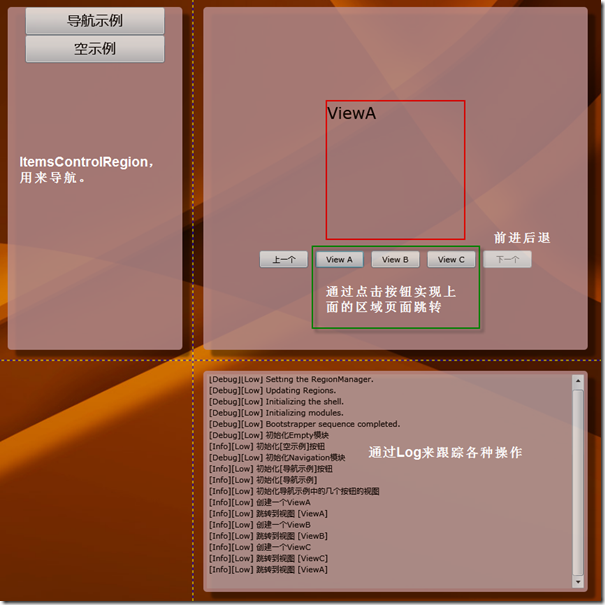 导航示例
空示例
ItemsControlRegion，
用来导航。
ViewA
前进后退
上一个
View A
View B
View C
下一个
通过点击按钮实现上
面的区域页面跳转
[Debug][Low] Setting the RegionManager.
[Debug][Low] Updating Regions.
[Debug][Low] Initializing the shell.
[Debug][Low] Initializing modules.
[Debug][Low] Bootstrapper sequence completed.
[Debug][Low] 初始化Empty模块
[Info][Low] 初始化[空示例]按钮
[Debug][Low] 初始化Navigation模块
[Info][Low] 初始化[导航示例]按钮
[Info][Low] 初始化[导航示例]
[Info][Low] 初始化导航示例中的几个按钮的视图
[Info][Low] 创建一个ViewA
[Info][Low] 跳转到视图 [ViewA]
[Info][Low] 创建一个ViewB
[Info][Low] 跳转到视图 [ViewB]
[Info][Low] 创建一个ViewC
[Info][Low] 跳转到视图 [ViewC]
[Info][Low] 跳转到视图 [ViewA]
通过Log来跟踪各种操作